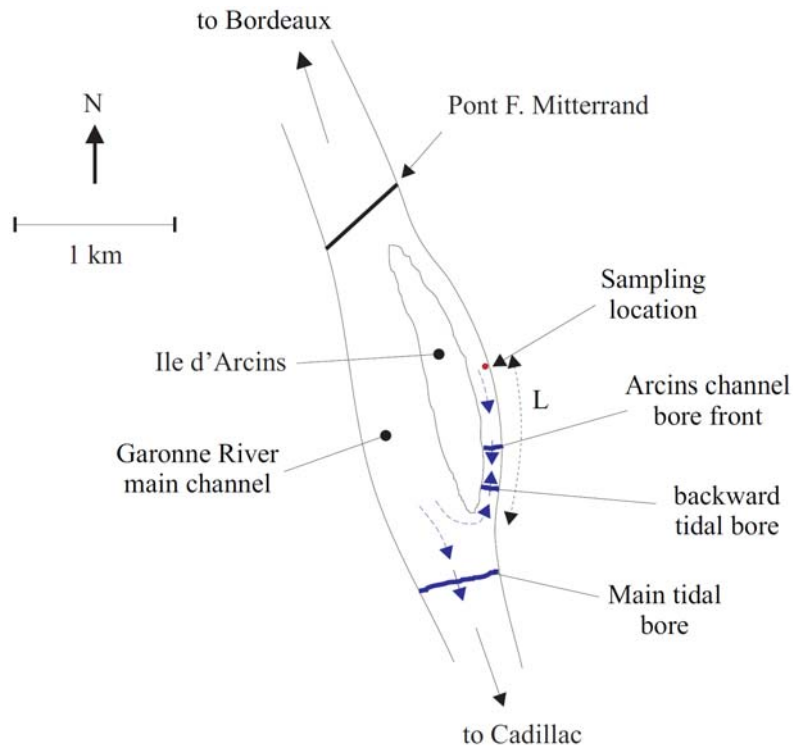 to Bordeaux
N
Pont F. Mitterrand
1 km
Sampling
location
Ile d'Arcins
L
Arcins channel
bore front
Garonne River
main channel
backward
tidal bore
Main tidal
bore
to Cadillac